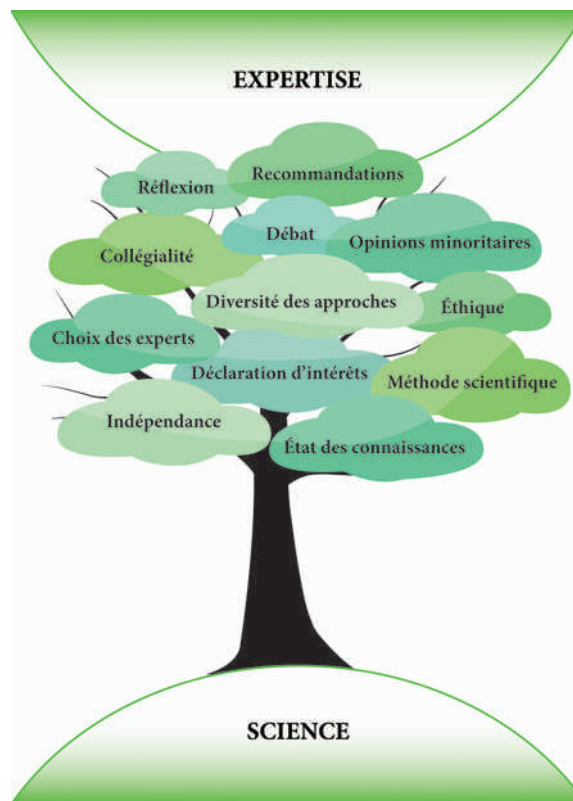 EXPERTISE
Recommandations
Réflexion
Débat
Opinions minoritaires
Collégialité
Diversité des approches
Éthique
Choix des experts
Déclaration d'intérêts
Méthode scientifique
Indépendance
État des connaissances
SCIENCE